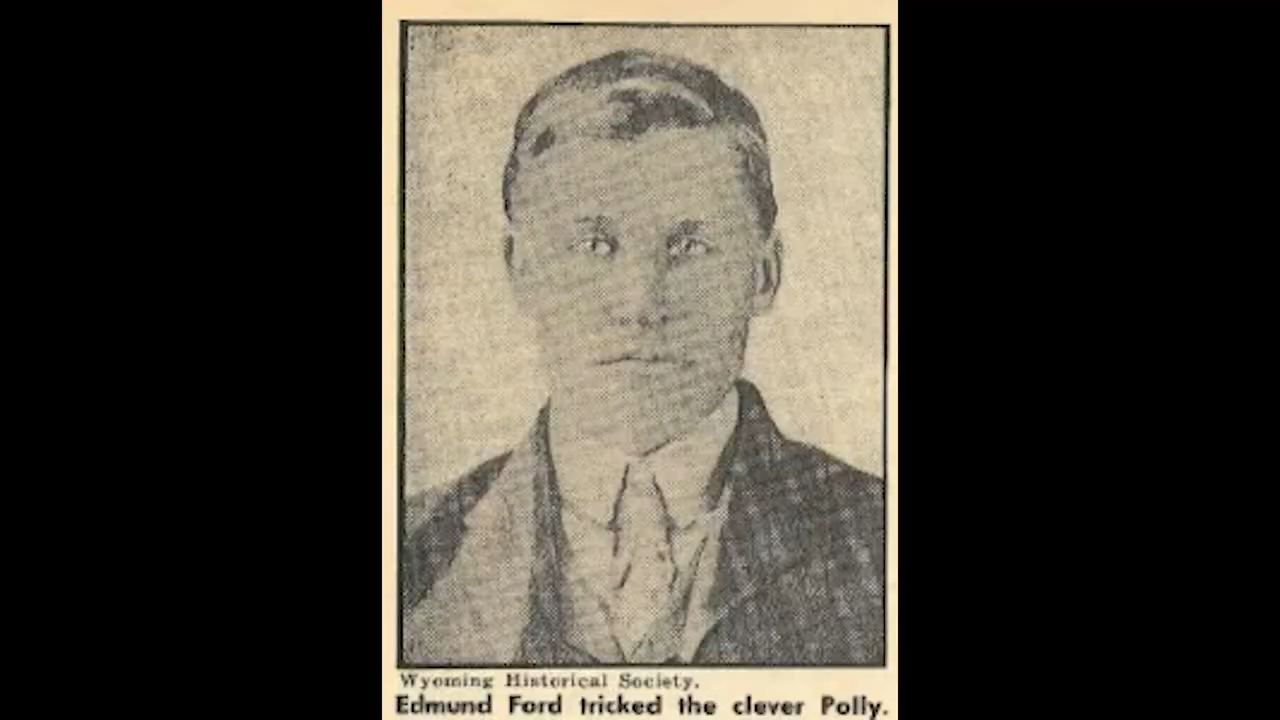 Wyoming Historical Society.
Edmund Ford tricked the clever Polly.